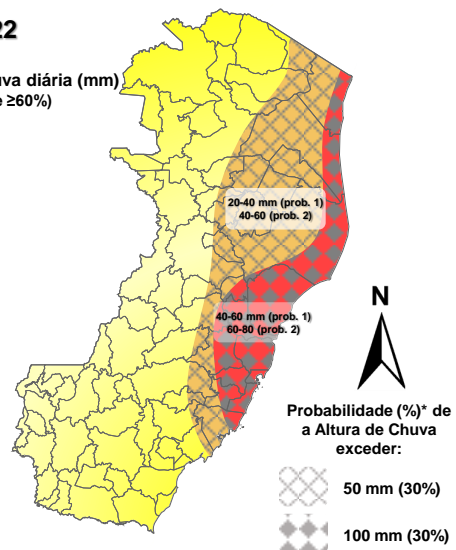 22
uva diária (mm)
e ≥60%)
20-40 mm (prob. 1)
40-60 (prob. 2)
40-60 mm (prob. 1)
60-80 (prob. 2)
N
Probabilidade (%)* de
a Altura de Chuva
exceder:
50 mm (30%)
100 mm (30%)